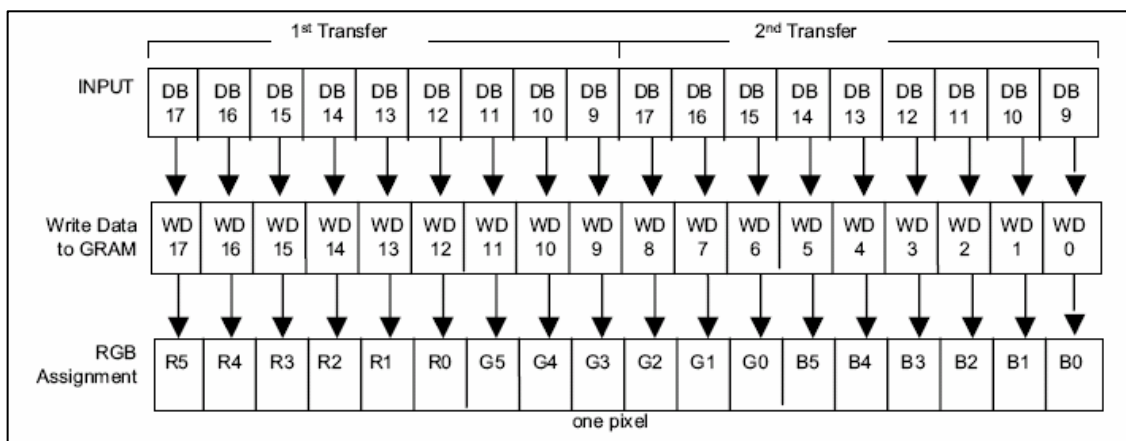 1st Transfer 2nd Transfer
INPUT DB 17 DB 16 DB 15 DB 14 DB 13 DB 12 DB 11 DB 10 DB 9 DB 17 DB 16 DB 15 DB 14 DB 13 DB 12 DB 11 DB 10 DB 9
Write Data to GRAM WD 17 WD 16 WD 15 WD 14 WD 13 WD 12 WD 11 WD 10 WD 9 WD 8 WD 7 WD 6 WD 5 WD 4 WD 3 WD 2 WD 1 WD 0
RGB Assignment R5 R4 R3 R2 R1 R0 G5 G4 G3 G2 G1 G0 B5 B4 B3 B2 B1 B0
one pixel